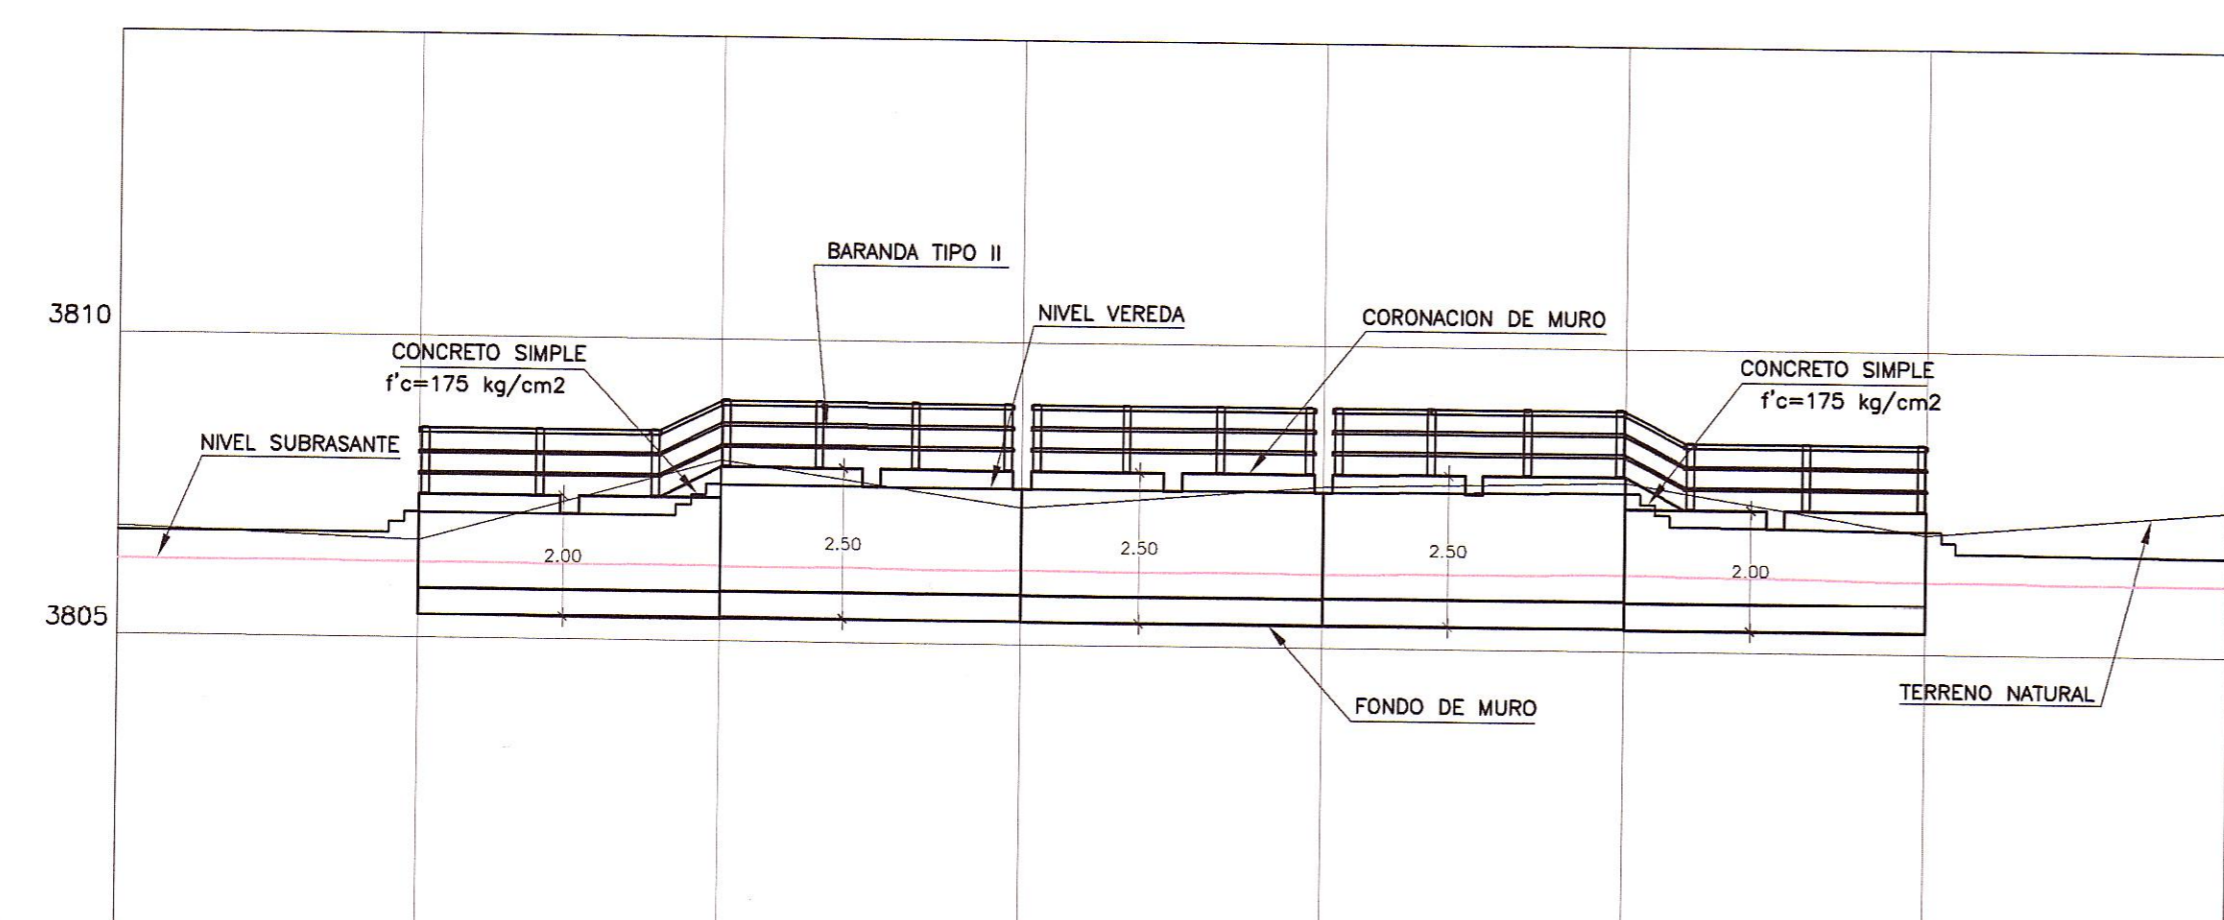 BARANDA TIPO II
3810
NIVEL VEREDA
CORONACION DE MURO
CONCRETO SIMPLE
f'c=175 kg/cm2
CONCRETO SIMPLE
f'c=175 kg/cm2
NIVEL SUBRASANTE
2.00
2.50
2.50
2.50
2.00
3805
FONDO DE MURO
TERRENO NATURAL